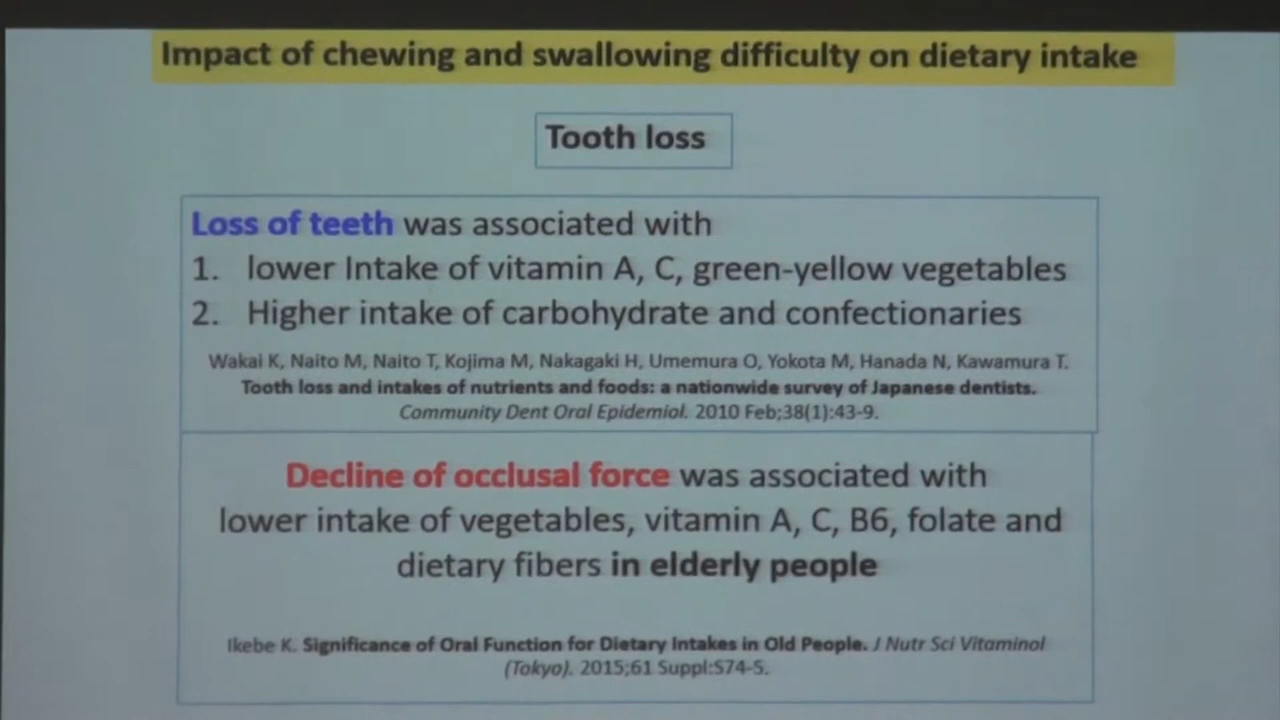 Impact of chewing and swallowing difficulty on dietary intake
Tooth loss
Loss of teeth was associated with
1. lower Intake of vitamin A, C, green-yellow vegetables
2. Higher intake of carbohydrate and confectionaries
Wakai K, Naito M, Naito T, Kojima M, Nakagaki H, Umemura O, Yokota M, Hanada N, Kawamura T.
Tooth loss and intakes of nutrients and foods: a nationwide survey of Japanese dentists.
Community Dent Oral Epidemiol. 2010 Feb;38(1):43-9.
Decline of occlusal force was associated with
lower intake of vegetables, vitamin A, C, B6, folate and
dietary fibers in elderly people
Ikebe K. Significance of Oral Function for Dietary Intakes in Old People. J Nutr Sci Vitaminol
(Tokyo). 2015;61 Suppl:S74-5.